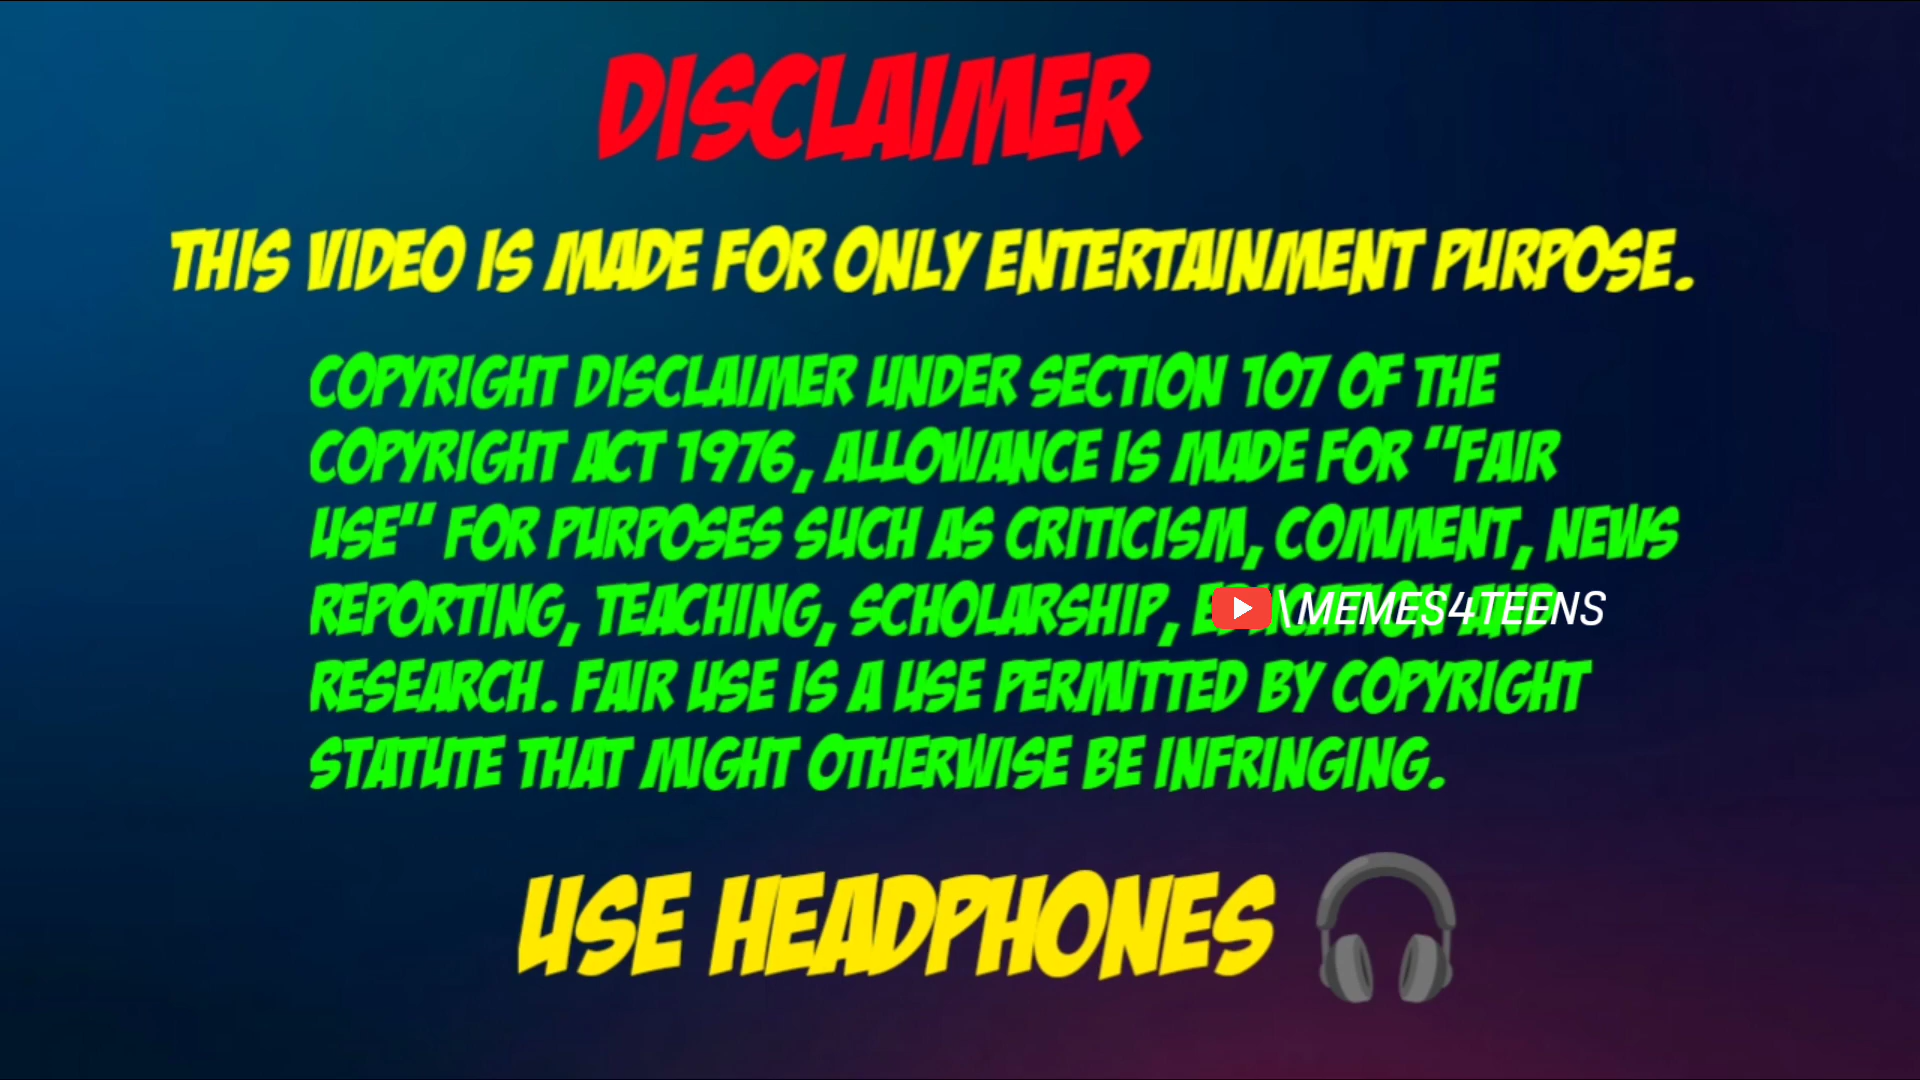 DISCLAIMER
THIS VIDEO IS MADE FOR ONLY ENTERTAINMENT PURPOSE.
COPYRIGHT DISCLAIMER UNDER SECTION 107 OF THE
COPYRIGHT ACT 1976, ALLOWANCE IS MADE FOR "FAIR
USE" FOR PURPOSES SUCH AS CRITICISM, COMMENT, NEWS
REPORTING, TEACHING, SCHOLARSHIP, EDUCATION AND
\MEMES4TEENS
RESEARCH. FAIR USE IS A USE PERMITTED BY COPYRIGHT
STATUTE THAT MIGHT OTHERWISE BE INFRINGING.
USE HEADPHONES